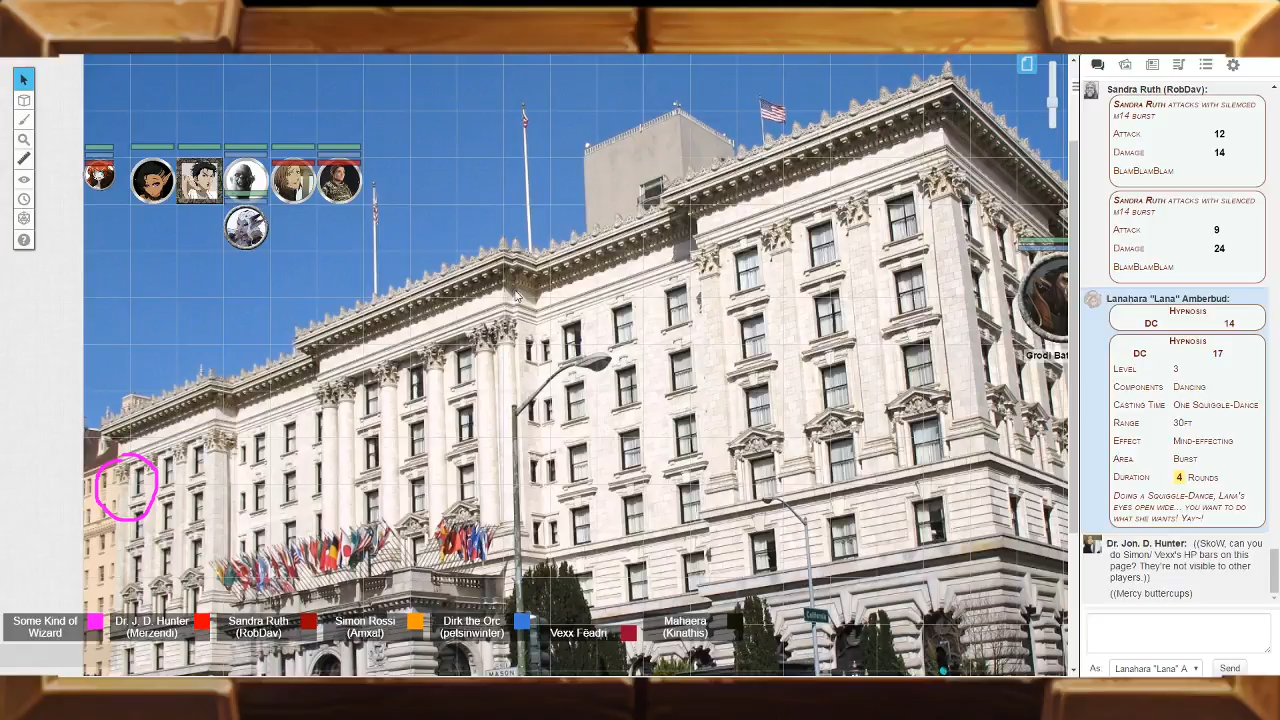 Sandra Ruth (RobDav):
Sandra Ruth attacks with silenced
m14 burst
Attack 12
Damage 14
BlamBlamBlam
Sandra Ruth attacks with silenced
m14 burst
Attack 9
Damage 24
BlamBlamBlam
Lanahara "Lana" Amberbud:
Hypnosis
DC 14
Hypnosis
DC 17
Level 3
Components Dancing
Casting Time One Squiggle-Dance
Range 30ft
Effect Mind-effecting
Area Burst
Duration 4 Rounds
Doing a Squiggle-Dance, Lana's
eyes open wide... you want to do
what she wants! Yay~!
Dr. Jon. D. Hunter: ((SkoW, can you
do Simon/ Vexx's HP bars on this
page? They're not visible to other
players.))
((Mercy buttercups)
As: Lanahara "Lana" A
Send
Grodi Bat
California
MASON
Some Kind of
Wizard
Dr. J. D. Hunter
(Merzendi)
Sandra Ruth
(RobDav)
Simon Rossi
(Amxal)
Dirk the Orc
(petsinwinter)
Vexx Fëadrí
Mahaera
(Kinathis)